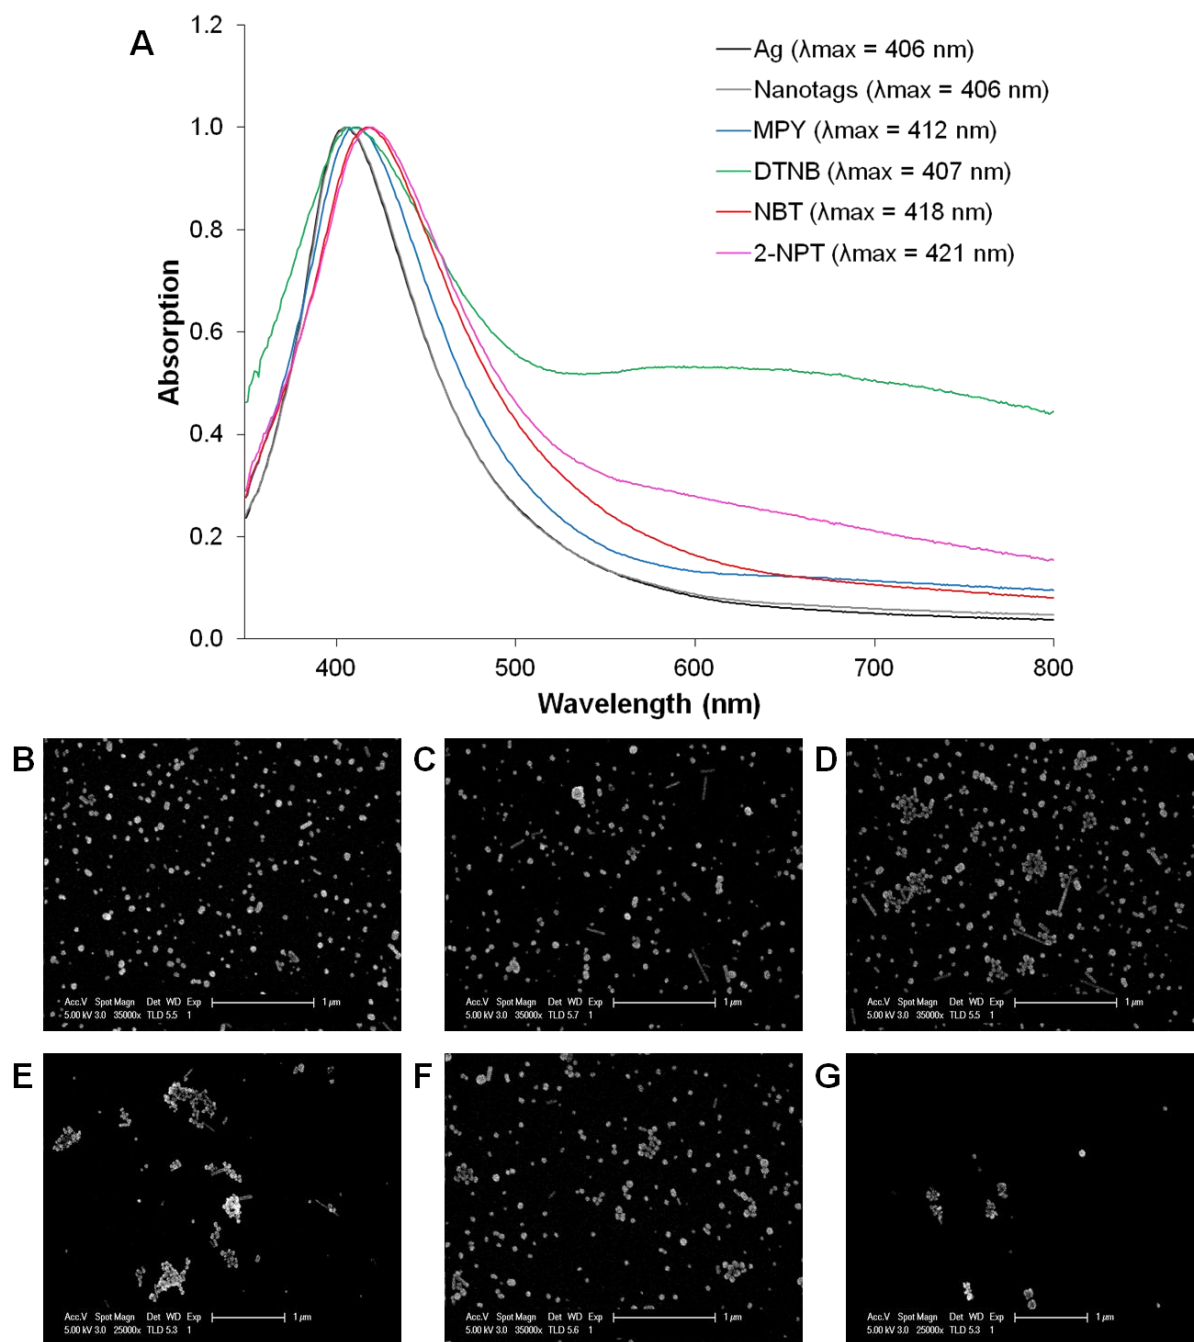 A
1.2
1.0
0.8
0.6
0.4
0.2
0.0
Absorption
400
500
600
700
800
Wavelength (nm)
Ag (λmax = 406 nm)
Nanotags (λmax = 406 nm)
MPY (λmax = 412 nm)
DTNB (λmax = 407 nm)
NBT (λmax = 418 nm)
2-NPT (λmax = 421 nm)
B
Acc.V Spot Magn Det WD Exp 1 µm
5.00 kV 3.0 35000x TLD 5.5 1
C
Acc.V Spot Magn Det WD Exp 1 µm
5.00 kV 3.0 35000x TLD 5.7 1
D
Acc.V Spot Magn Det WD Exp 1 µm
5.00 kV 3.0 35000x TLD 5.5 1
E
Acc.V Spot Magn Det WD Exp 1 µm
5.00 kV 3.0 25000x TLD 5.3 1
F
Acc.V Spot Magn Det WD Exp 1 µm
5.00 kV 3.0 35000x TLD 5.6 1
G
Acc.V Spot Magn Det WD Exp 1 µm
5.00 kV 3.0 25000x TLD 5.3 1